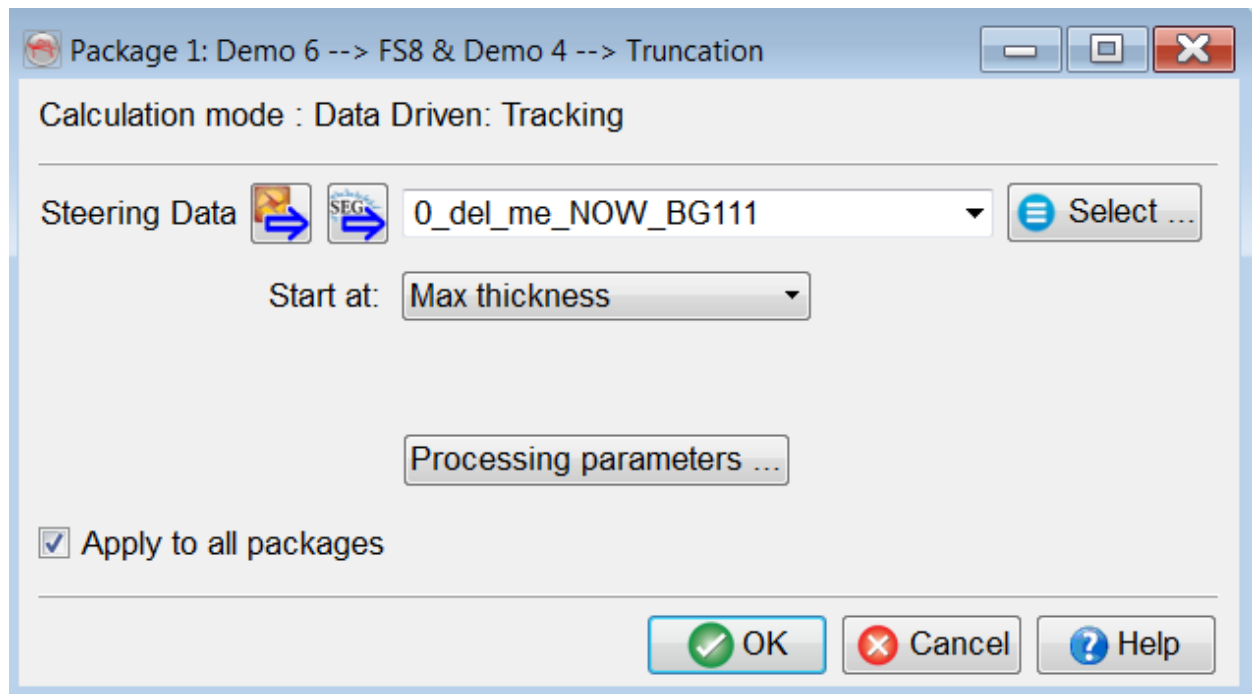 Package 1: Demo 6 --> FS8 & Demo 4 --> Truncation
Calculation mode : Data Driven: Tracking
Steering Data SEG 0_del_me_NOW_BG111 Select ...
Start at: Max thickness
Processing parameters ...
Apply to all packages
OK Cancel Help